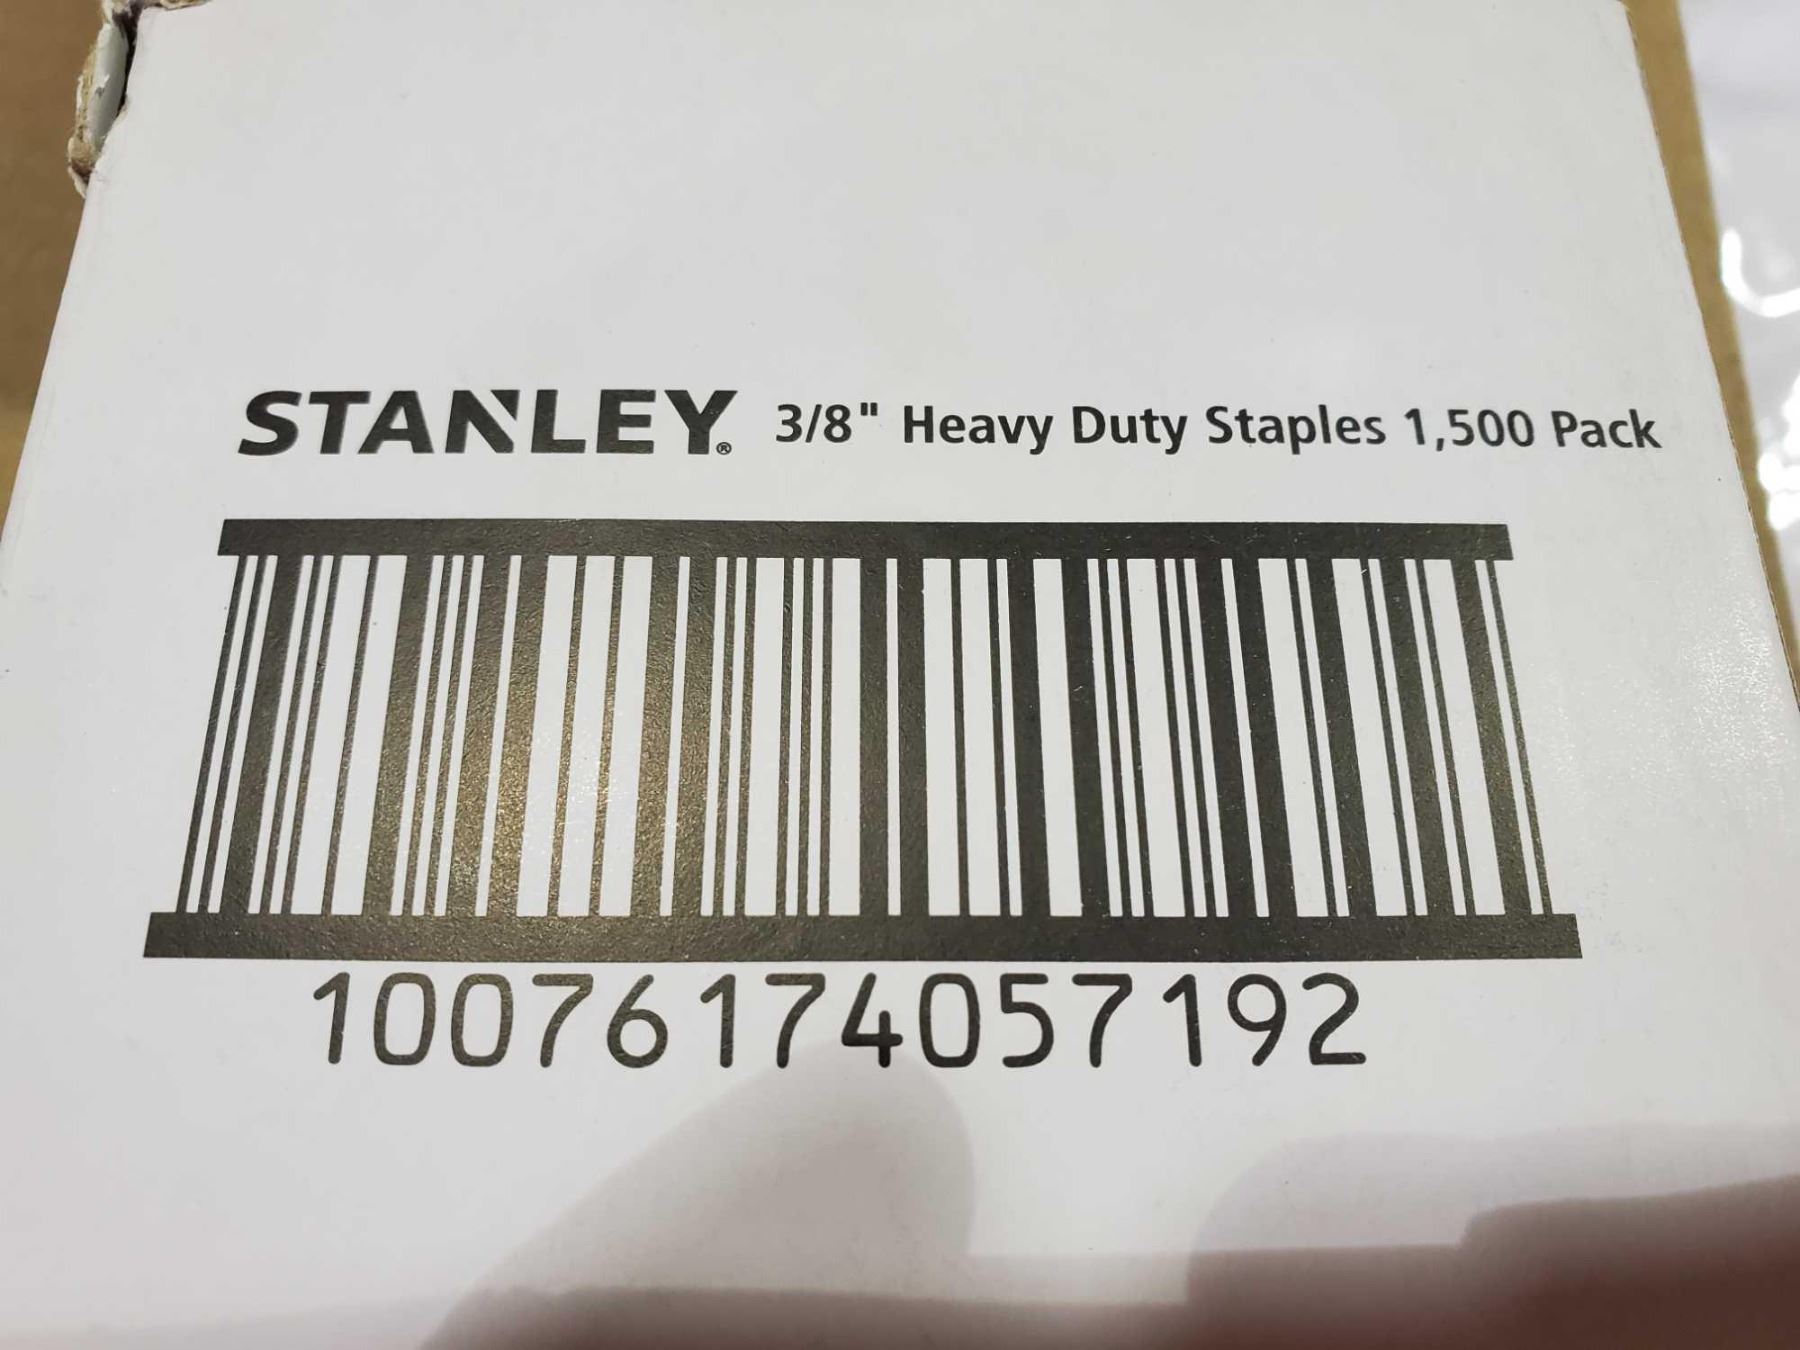 STANLEY® 3/8" Heavy Duty Staples 1,500 Pack
10076174057192